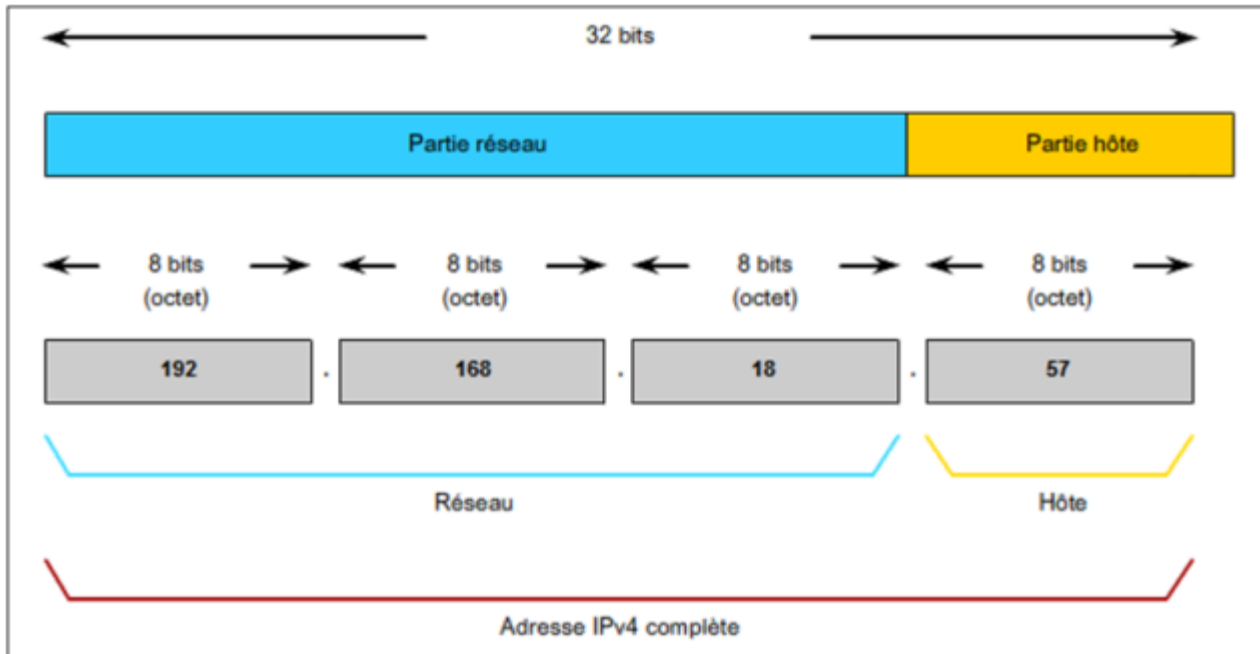 32 bits
Partie réseau Partie hôte
8 bits 8 bits 8 bits 8 bits
(octet) (octet) (octet) (octet)
192 . 168 . 18 . 57
Réseau Hôte
Adresse IPv4 complète